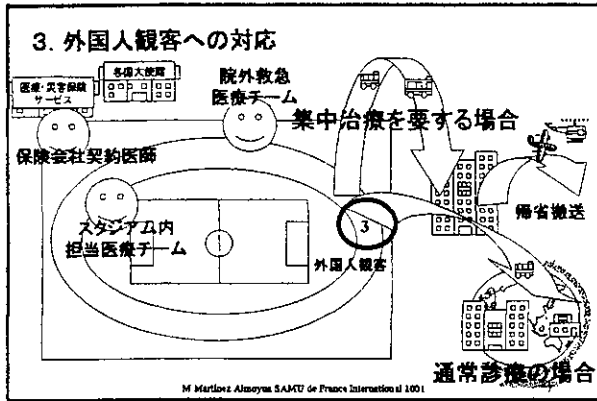 3. 外国人観客への対応
各国大使館
医療・災害保険
サービス
院外救急
医療チーム
集中治療を要する場合
保険会社契約医師
スタジアム内
担当医療チーム
3
外国人観客
帰省搬送
通常診療の場合
M Martinez Almoyna SAMU de France International 1001